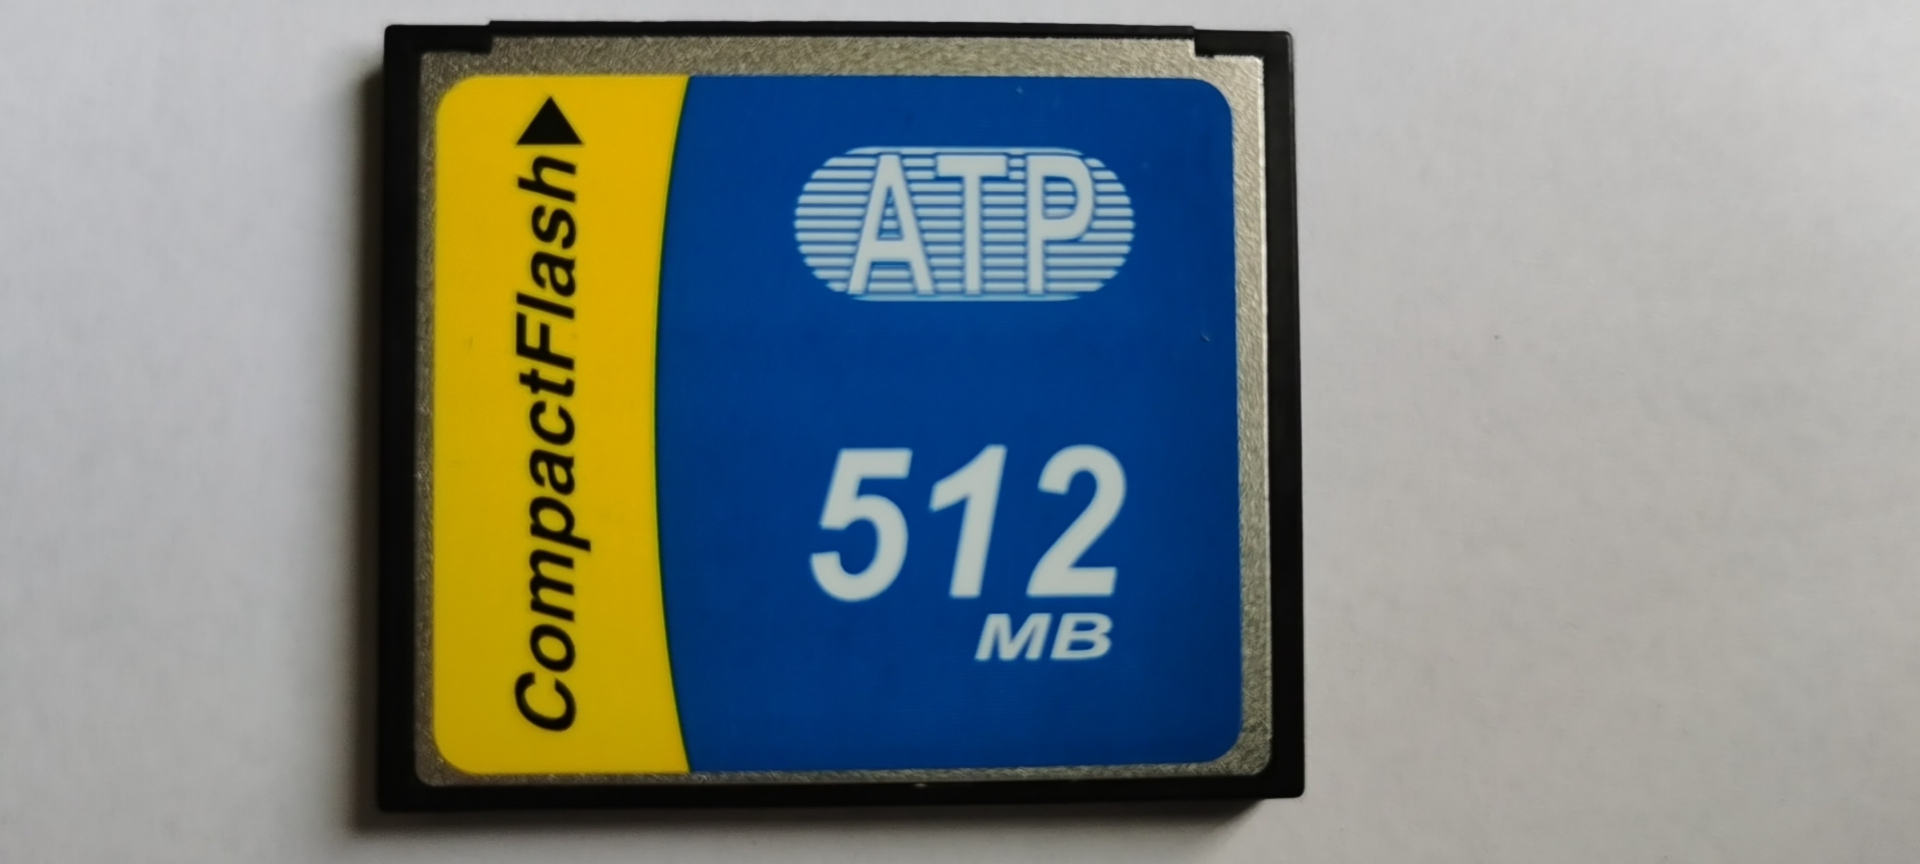 CompactFlash
ATP
512
MB